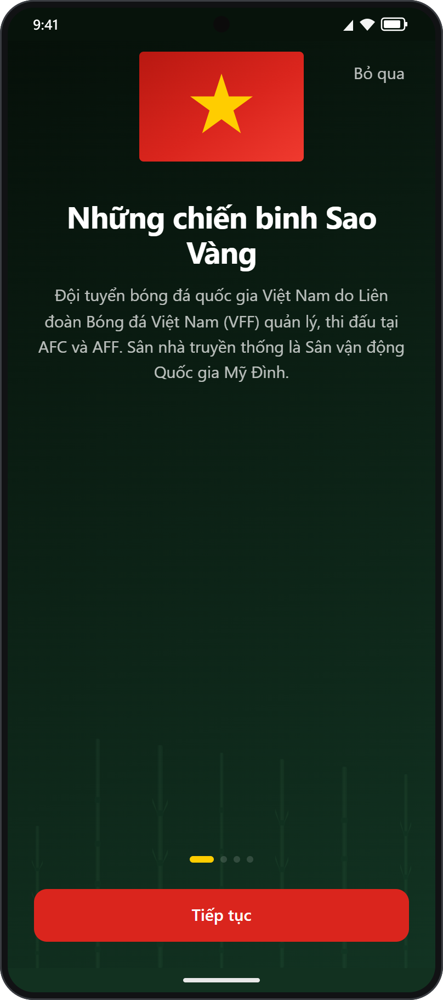 9:41
Bỏ qua
Những chiến binh Sao
Vàng
Đội tuyển bóng đá quốc gia Việt Nam do Liên
đoàn Bóng đá Việt Nam (VFF) quản lý, thi đấu tại
AFC và AFF. Sân nhà truyền thống là Sân vận động
Quốc gia Mỹ Đình.
Tiếp tục